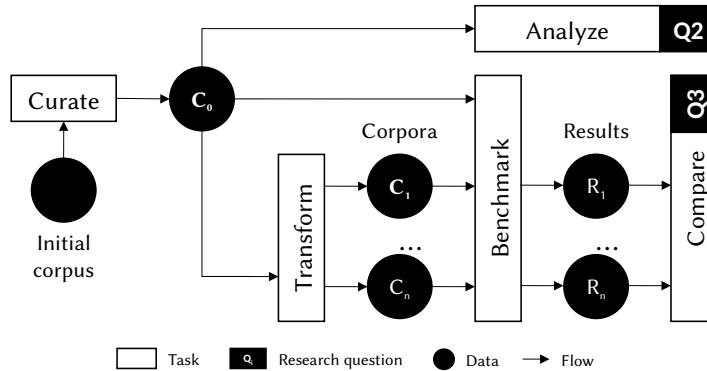 Analyze Q2
Curate C₀
Corpora Results
Q3
Transform
C₁
Benchmark
R₁
Compare
... ...
Cₙ Rₙ
Initial
corpus
Task Qᵢ Research question Data Flow